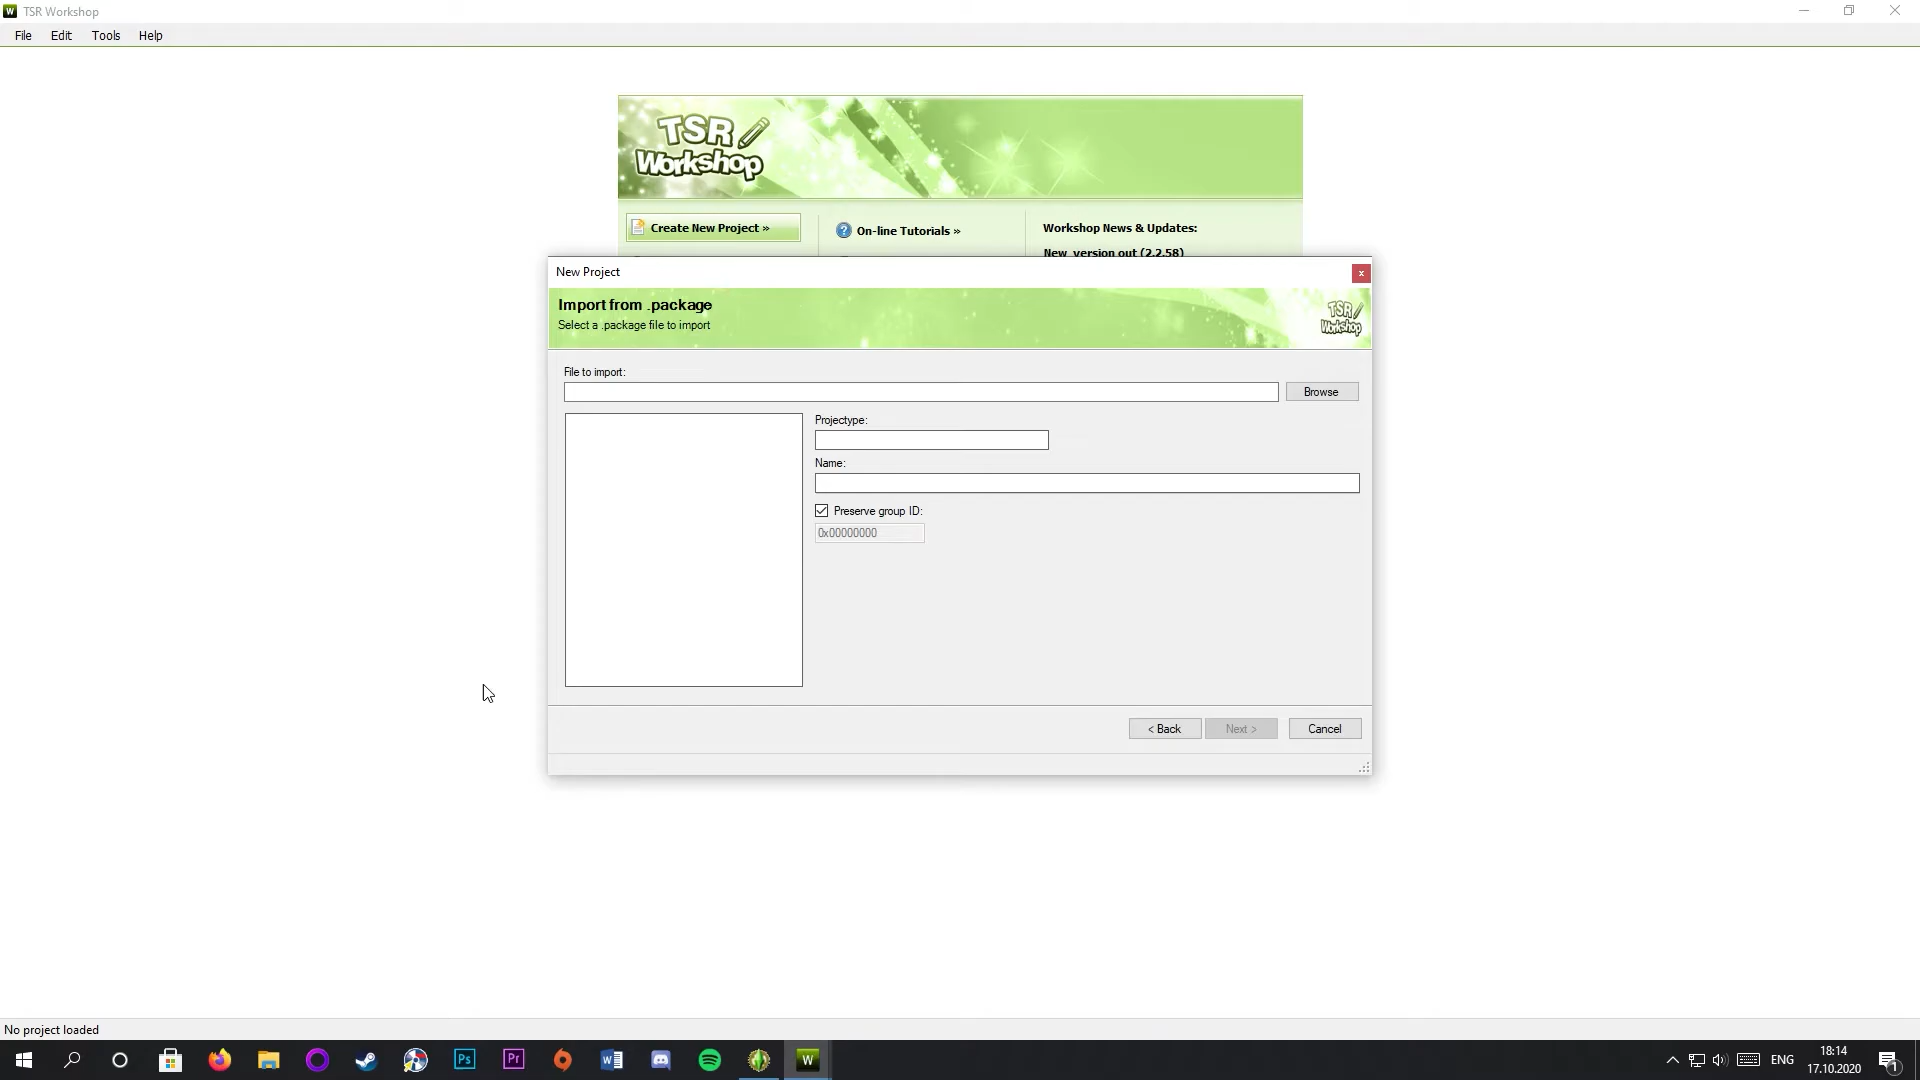 TSR Workshop
File Edit Tools Help
TSR
Workshop
Create New Project »
On-line Tutorials »
Workshop News & Updates:
New version out (2.2.58)
New Project
Import from .package
Select a .package file to import
TSR
Workshop
File to import:
Browse
Projectype:
Name:
Preserve group ID:
0x00000000
< Back
Next >
Cancel
No project loaded
Ps
Pr
W
W
ENG
18:14
17.10.2020
1